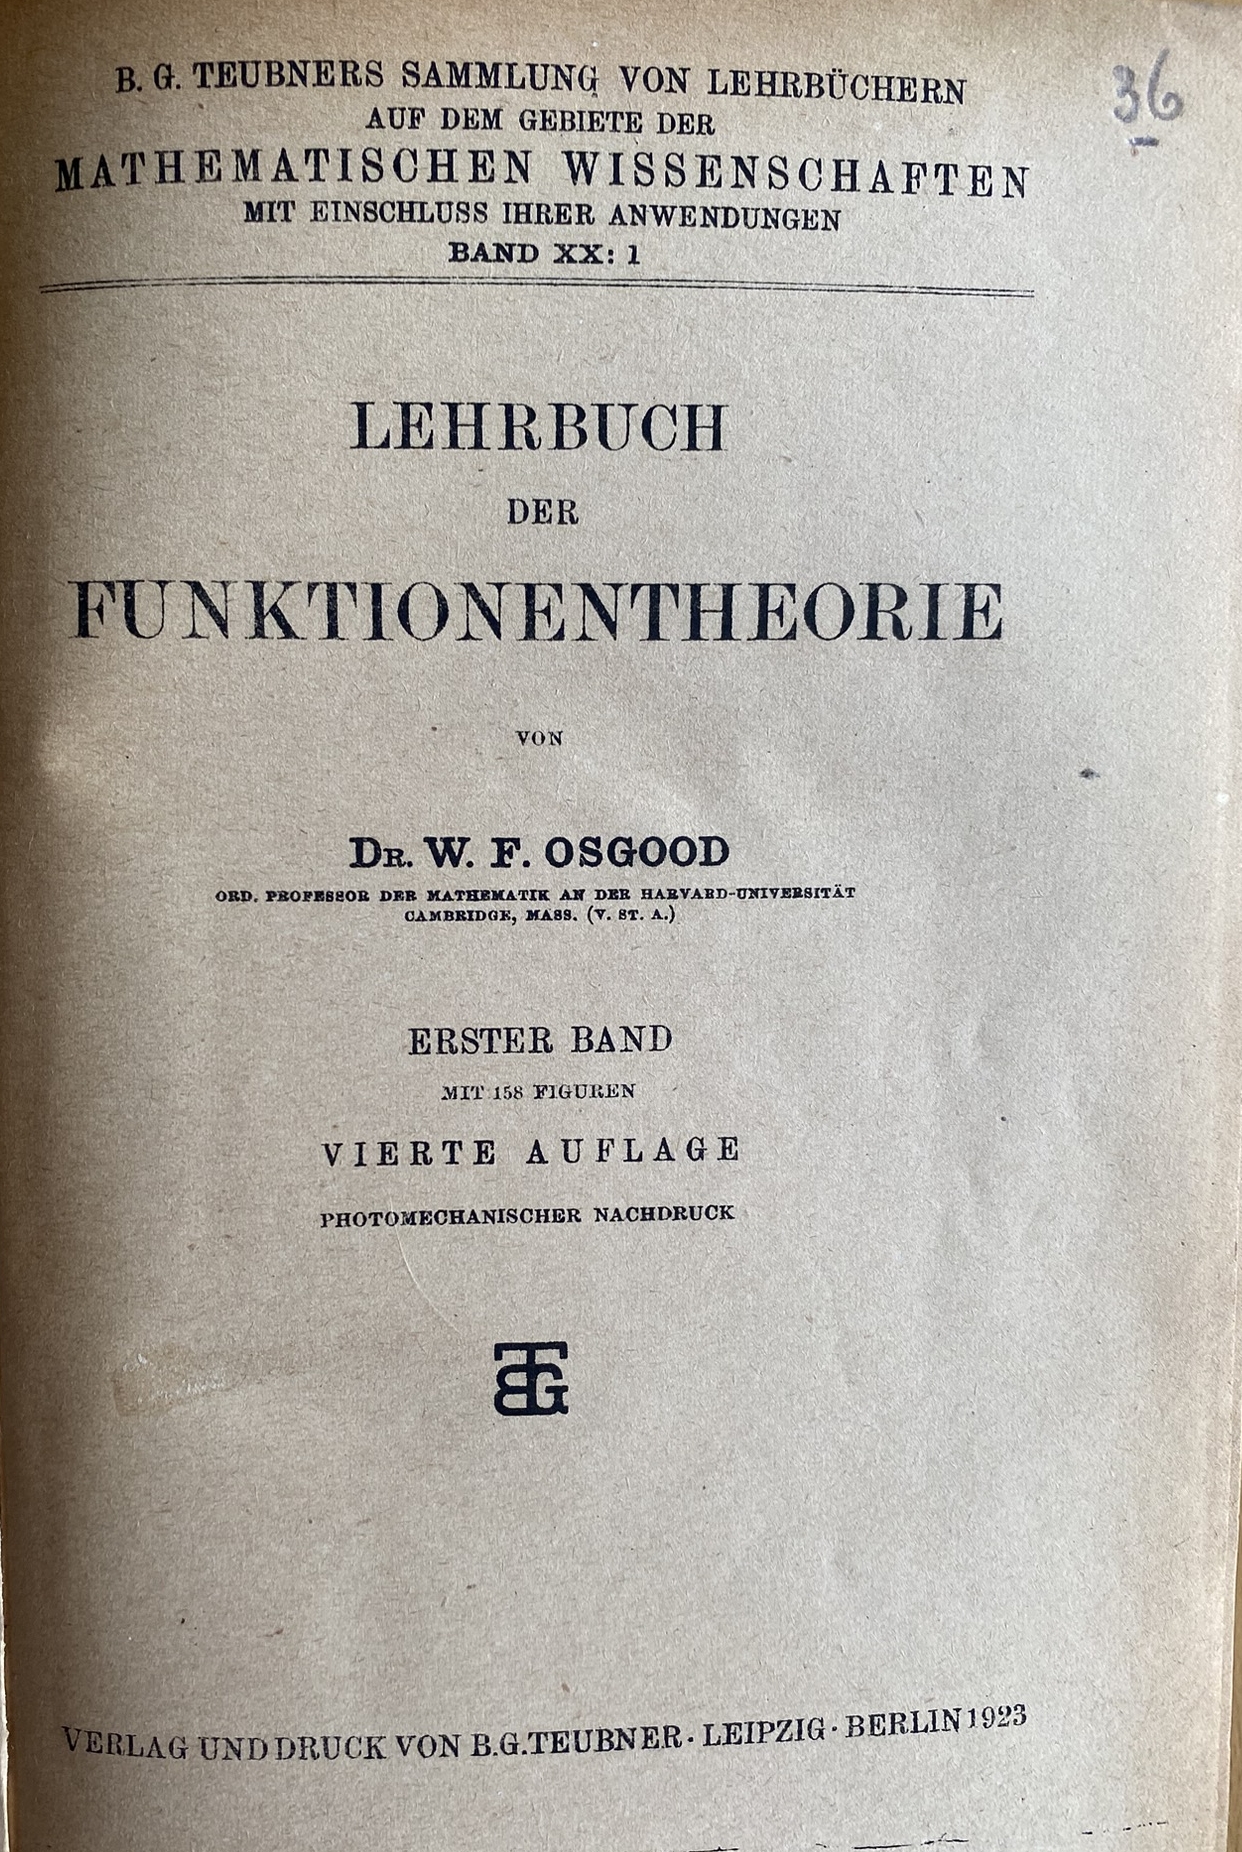 B. G. TEUBNERS SAMMLUNG VON LEHRBÜCHERN
AUF DEM GEBIETE DER
MATHEMATISCHEN WISSENSCHAFTEN
MIT EINSCHLUSS IHRER ANWENDUNGEN
BAND XX: 1
36
LEHRBUCH
DER
FUNKTIONENTHEORIE
VON
DR. W. F. OSGOOD
ORD. PROFESSOR DER MATHEMATIK AN DER HARVARD-UNIVERSITÄT
CAMBRIDGE, MASS. (V. ST. A.)
ERSTER BAND
MIT 158 FIGUREN
VIERTE AUFLAGE
PHOTOMECHANISCHER NACHDRUCK
BTG
VERLAG UND DRUCK VON B.G.TEUBNER · LEIPZIG · BERLIN 1923